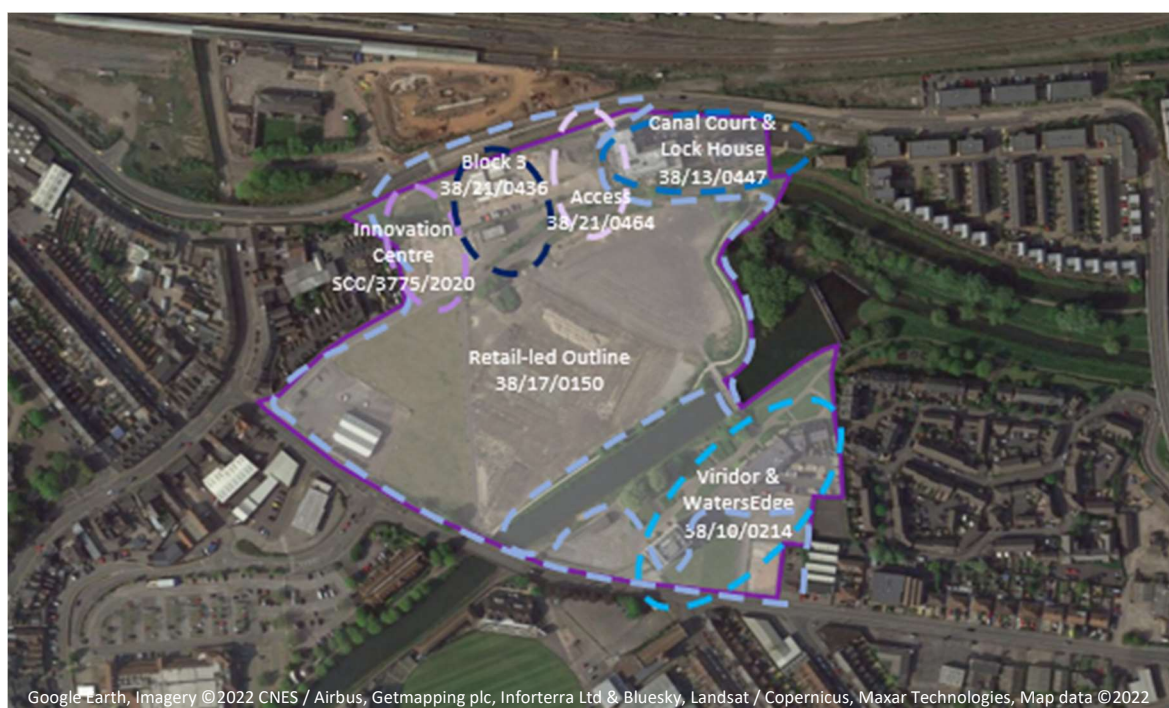 Canal Court &
Lock House
38/13/0447
Block 3
38/21/0436
Access
38/21/0464
Innovation
Centre
SCC/3775/2020
Retail-led Outline
38/17/0150
Viridor &
WatersEdge
38/10/0214
Google Earth, Imagery ©2022 CNES / Airbus, Getmapping plc, Inforterra Ltd & Bluesky, Landsat / Copernicus, Maxar Technologies, Map data ©2022